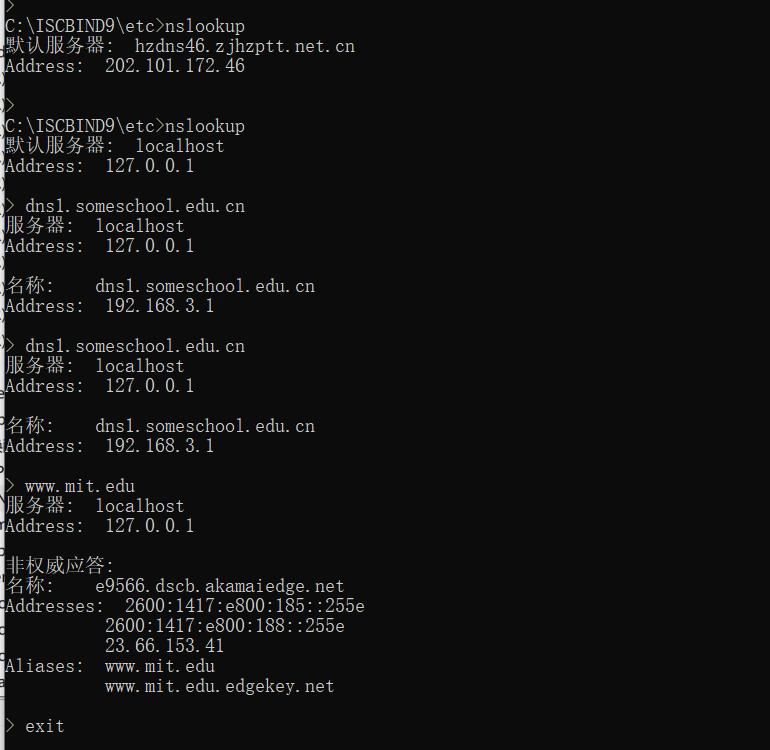 >
C:\ISCBIND9\etc>nslookup
默认服务器:  hzdns46.zjhzptt.net.cn
Address:  202.101.172.46
>
C:\ISCBIND9\etc>nslookup
默认服务器:  localhost
Address:  127.0.0.1
> dns1.someschool.edu.cn
服务器:  localhost
Address:  127.0.0.1
名称:    dns1.someschool.edu.cn
Address:  192.168.3.1
> dns1.someschool.edu.cn
服务器:  localhost
Address:  127.0.0.1
名称:    dns1.someschool.edu.cn
Address:  192.168.3.1
> www.mit.edu
服务器:  localhost
Address:  127.0.0.1
非权威应答:
名称:    e9566.dscb.akamaiedge.net
Addresses:  2600:1417:e800:185::255e
2600:1417:e800:188::255e
23.66.153.41
Aliases:  www.mit.edu
www.mit.edu.edgekey.net
> exit